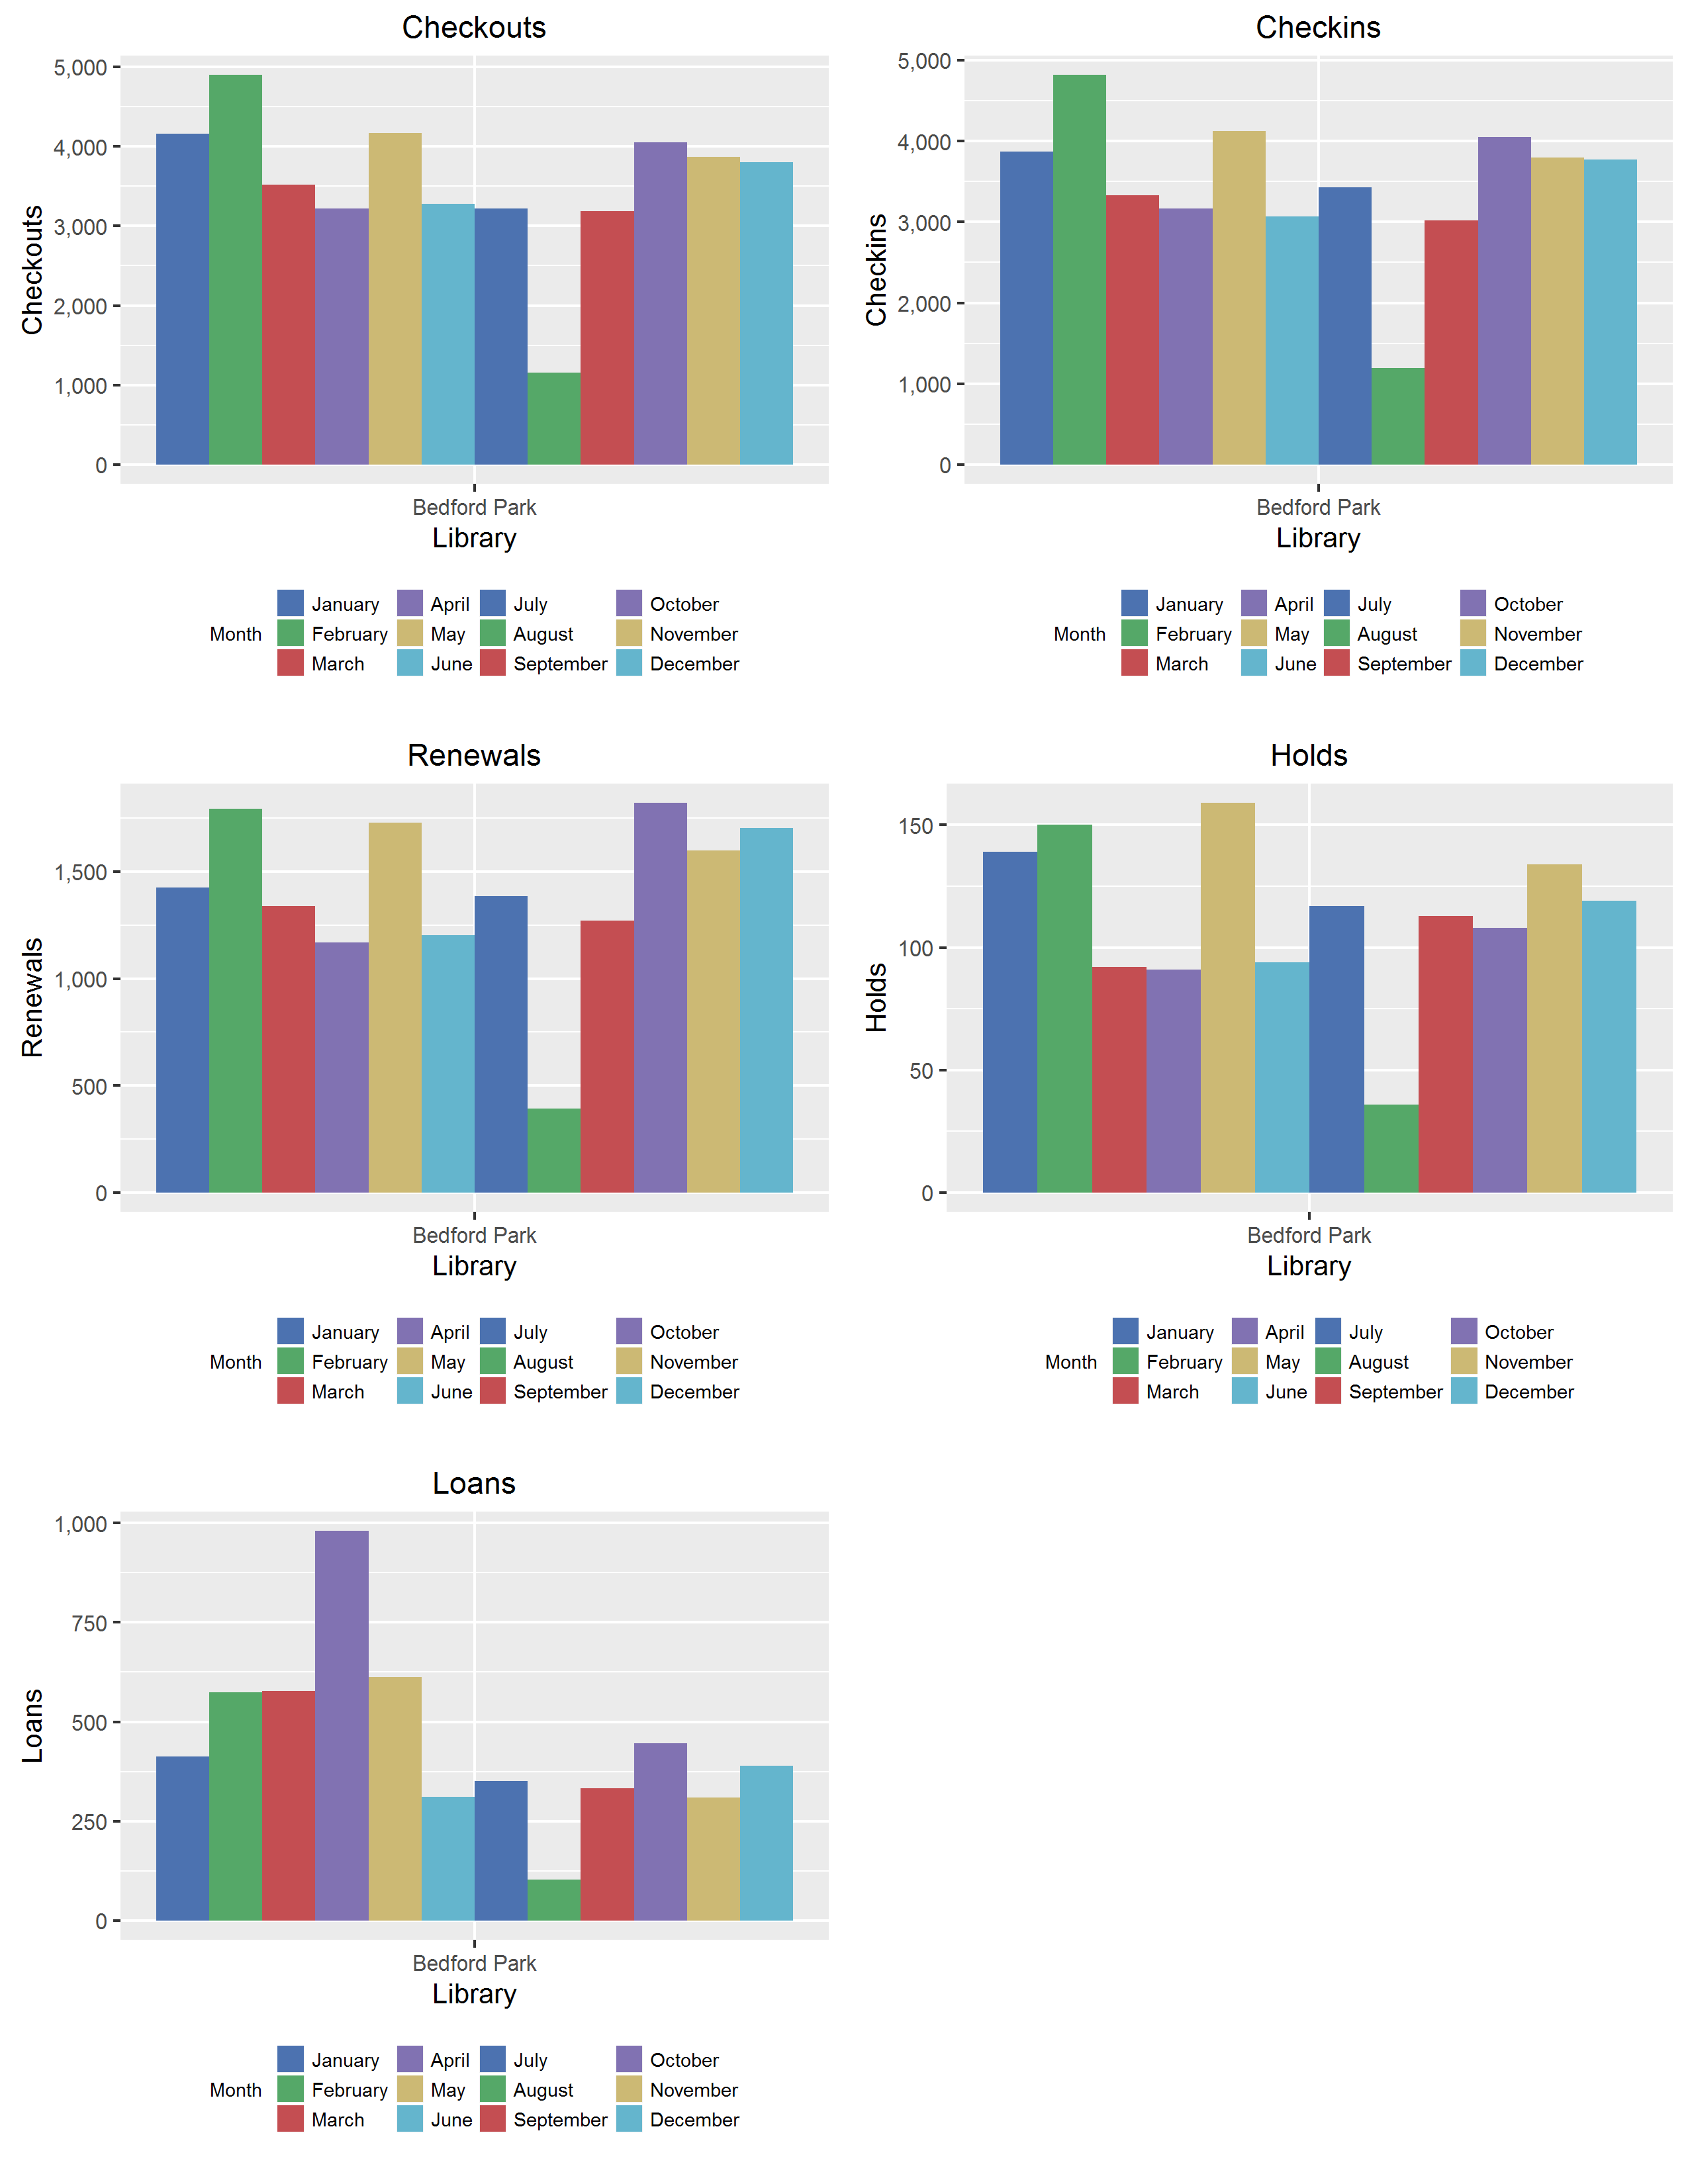 Checkouts
5,000
4,000
3,000
2,000
1,000
0
Checkouts
Bedford Park
Library
Month
January April July October
February May August November
March June September December
Checkins
5,000
4,000
3,000
2,000
1,000
0
Checkins
Bedford Park
Library
Month
January April July October
February May August November
March June September December
Renewals
1,500
1,000
500
0
Renewals
Bedford Park
Library
Month
January April July October
February May August November
March June September December
Holds
150
100
50
0
Holds
Bedford Park
Library
Month
January April July October
February May August November
March June September December
Loans
1,000
750
500
250
0
Loans
Bedford Park
Library
Month
January April July October
February May August November
March June September December